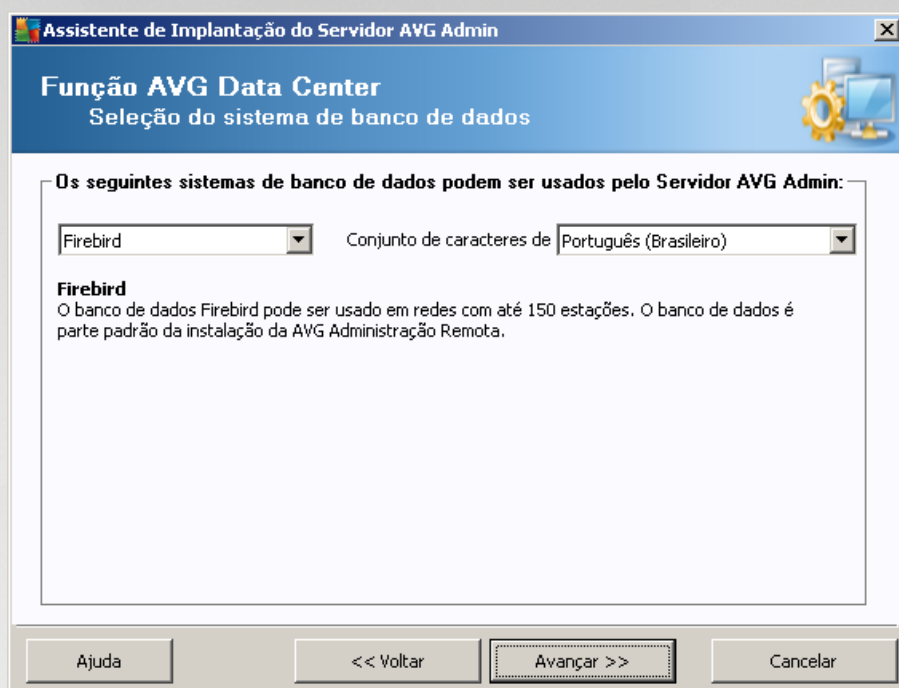 Assistente de Implantação do Servidor AVG Admin
Função AVG Data Center
Seleção do sistema de banco de dados
Os seguintes sistemas de banco de dados podem ser usados pelo Servidor AVG Admin:
Firebird Conjunto de caracteres de Português (Brasileiro)
Firebird
O banco de dados Firebird pode ser usado em redes com até 150 estações. O banco de dados é
parte padrão da instalação da AVG Administração Remota.
Ajuda << Voltar Avançar >> Cancelar